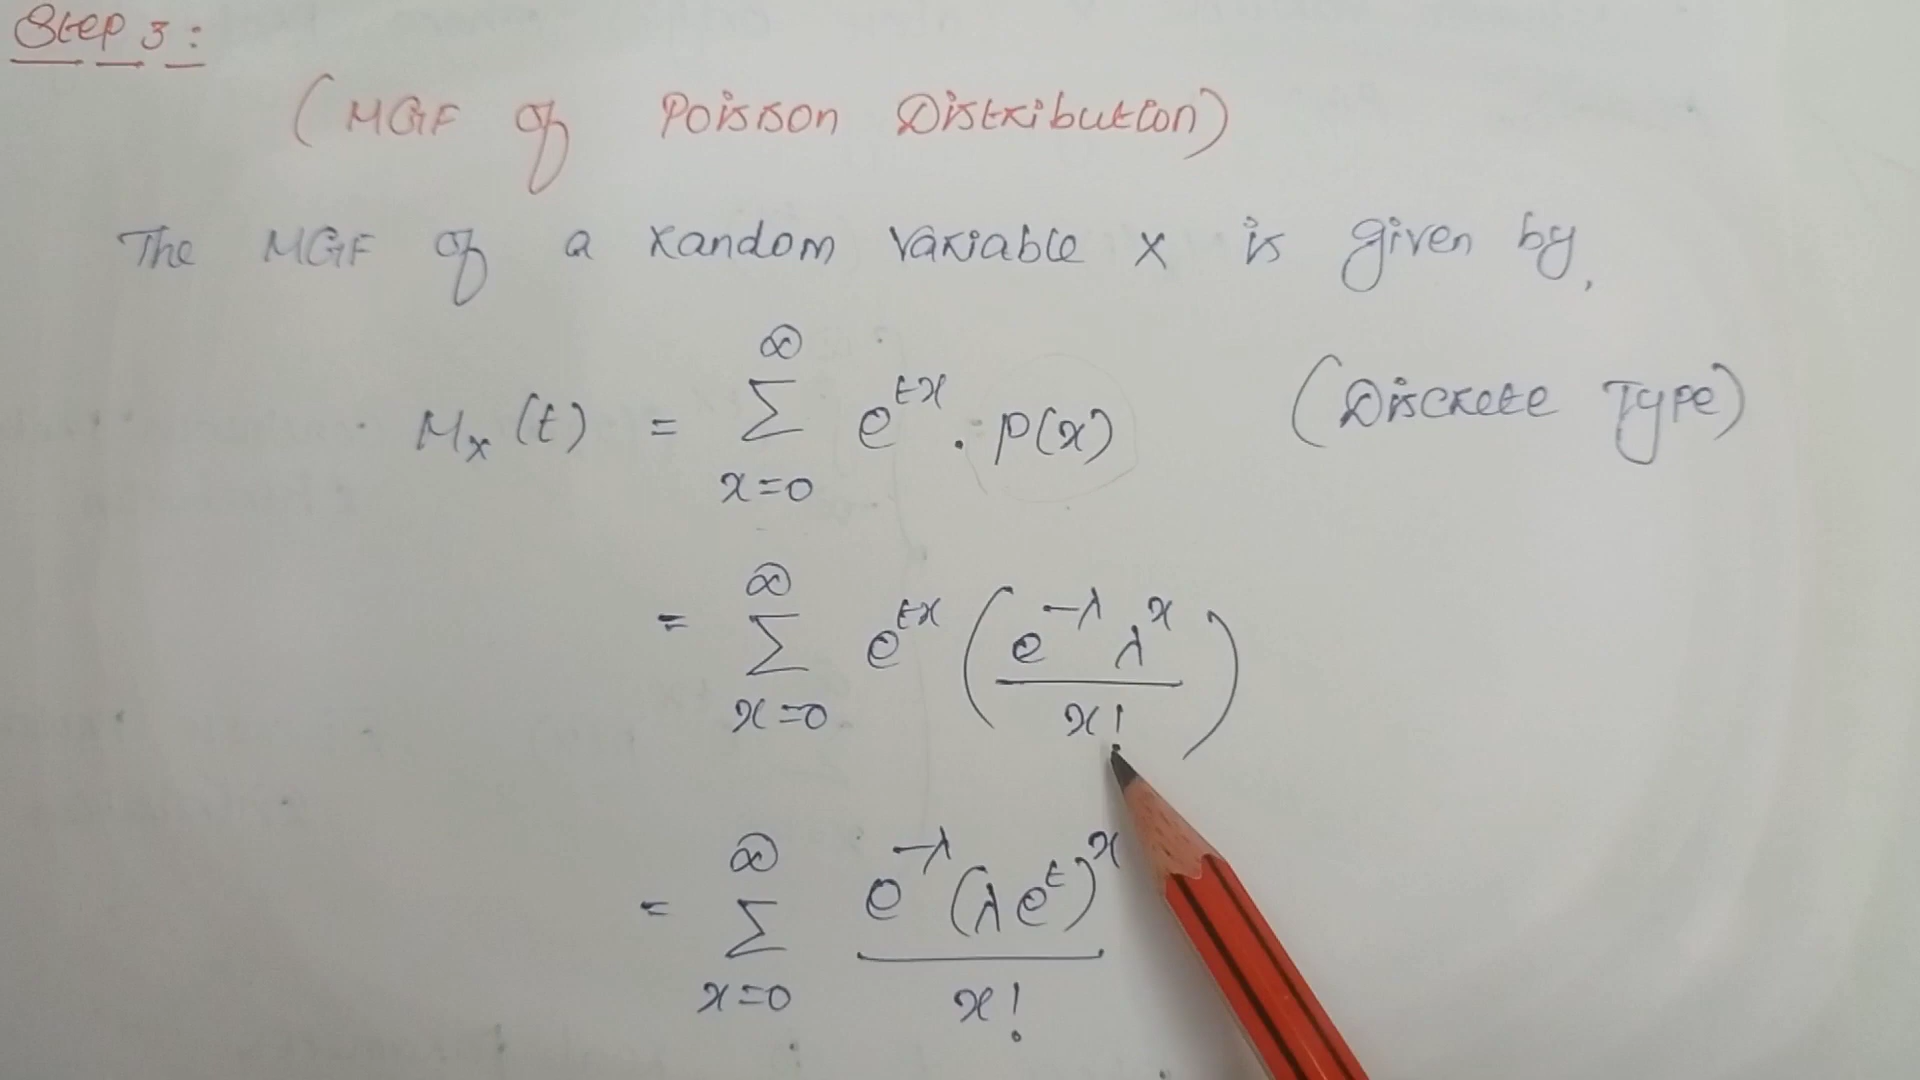 Step 3:
(MGF of Poisson Distribution)
The MGF of a random variable x is given by,
Mx(t) = ∞ Σ x=0 e^tx . P(x) (Discrete Type)
= ∞ Σ x=0 e^tx (e^-λ λ^x / x!)
= ∞ Σ x=0 e^-λ (λe^t)^x / x!